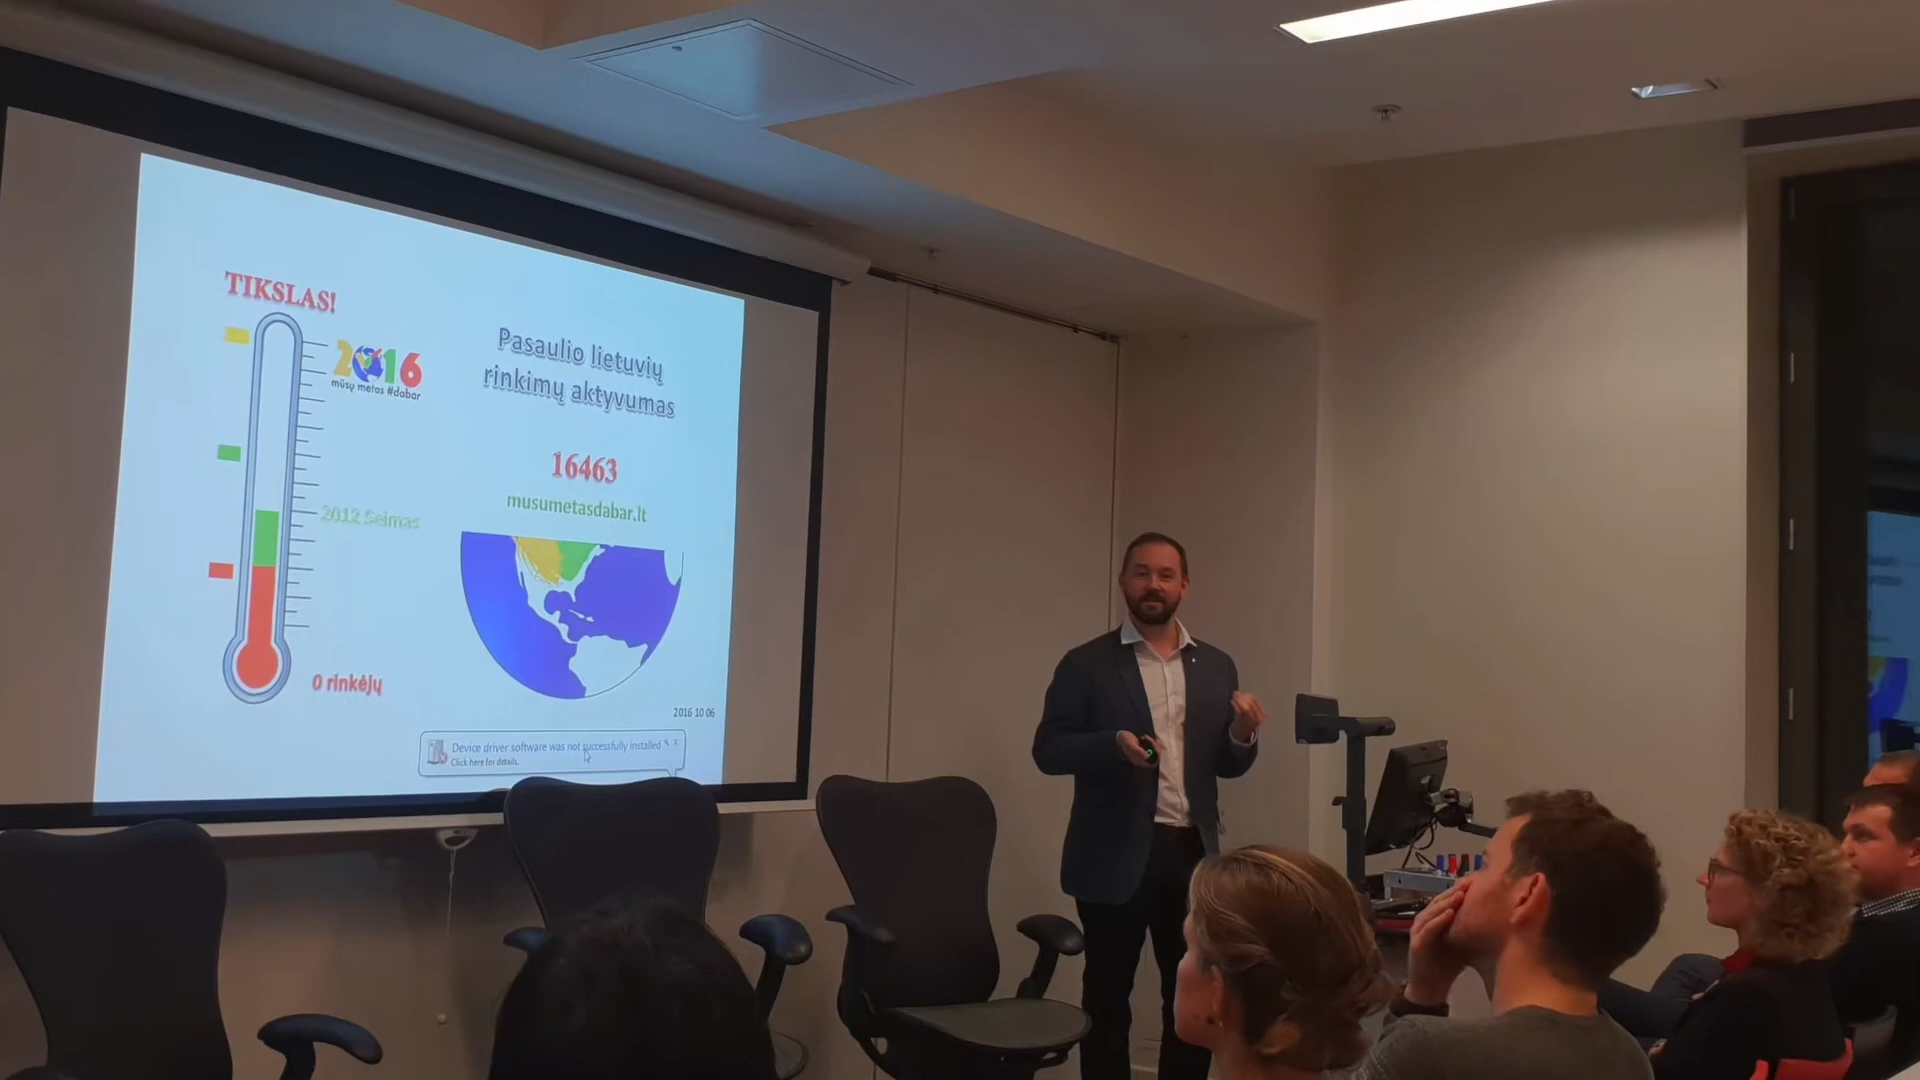 TIKSLAS!
2016
mūsų metas #dabar
Pasaulio lietuvių
rinkimų aktyvumas
16463
musumetasdabar.lt
2012 Seimas
0 rinkėjų
2016 10 06
Device driver software was not successfully installed
Click here for details.